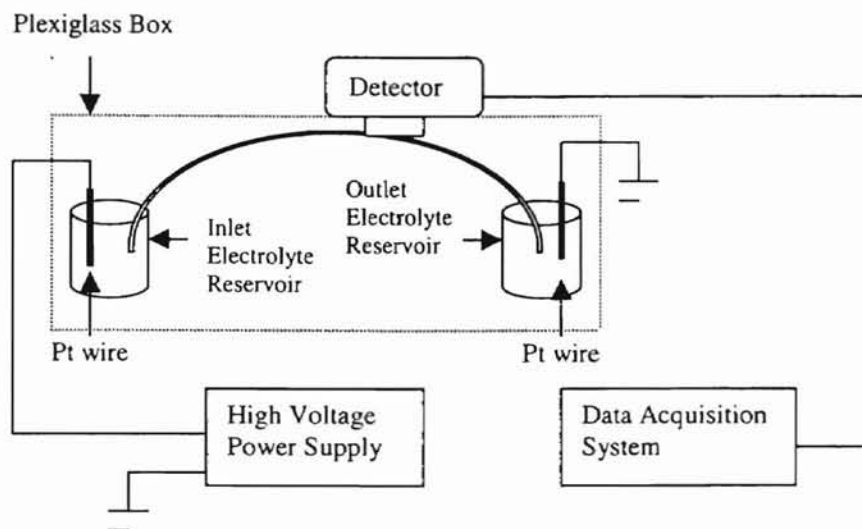 Plexiglass Box
Detector
Inlet
Electrolyte
Reservoir
Outlet
Electrolyte
Reservoir
Pt wire
Pt wire
High Voltage
Power Supply
Data Acquisition
System